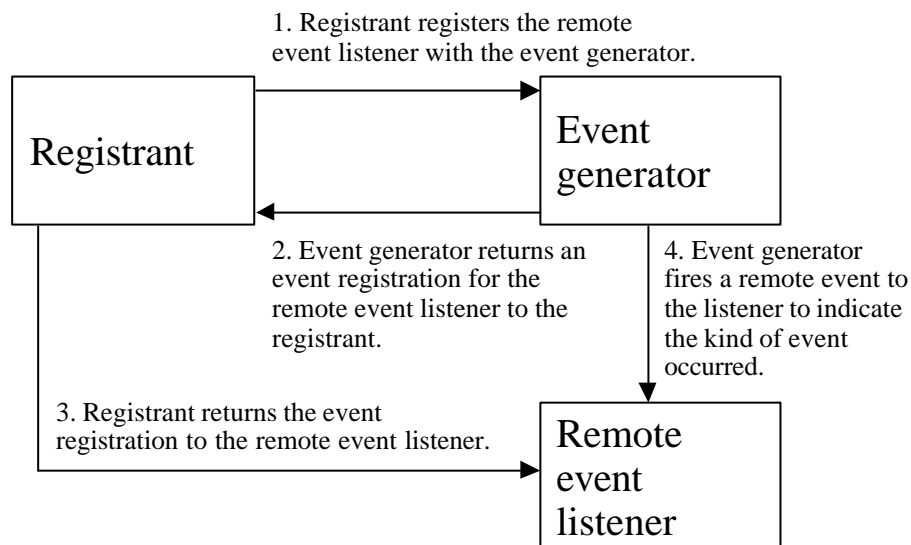 1. Registrant registers the remote
event listener with the event generator.
Registrant
Event
generator
2. Event generator returns an
event registration for the
remote event listener to the
registrant.
4. Event generator
fires a remote event to
the listener to indicate
the kind of event
occurred.
3. Registrant returns the event
registration to the remote event listener.
Remote
event
listener